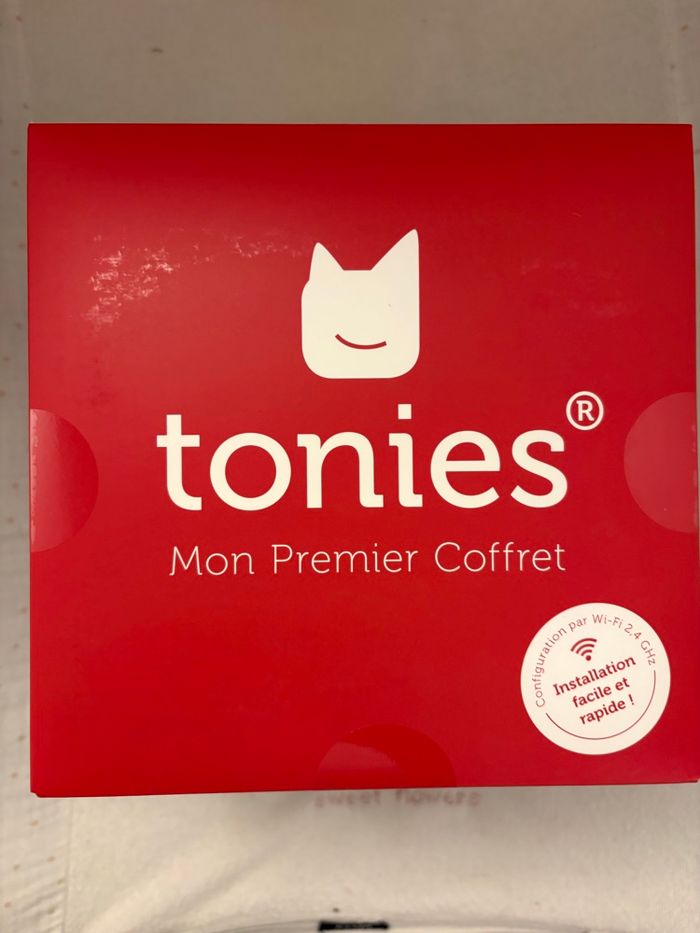 tonies®
Mon Premier Coffret
Configuration par Wi-Fi 2.4 GHz
Installation
facile et
rapide !